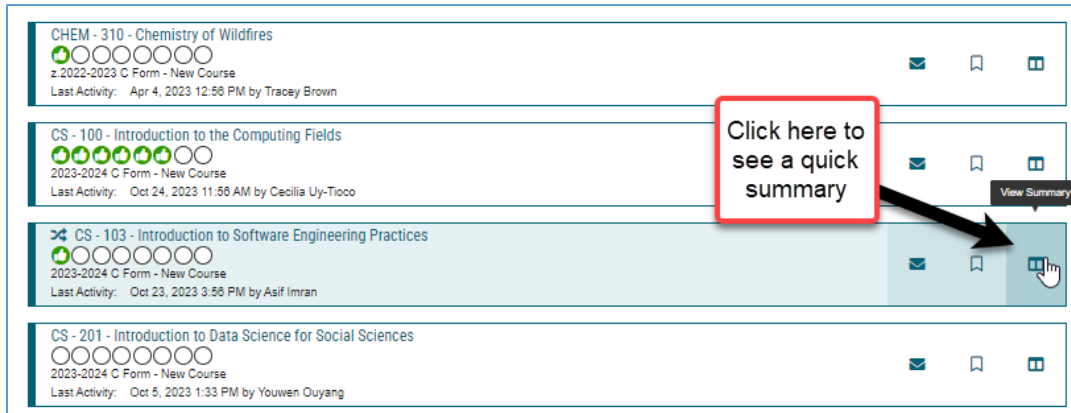 CHEM - 310 - Chemistry of Wildfires
z.2022-2023 C Form - New Course
Last Activity: Apr 4, 2023 12:56 PM by Tracey Brown
CS - 100 - Introduction to the Computing Fields
2023-2024 C Form - New Course
Last Activity: Oct 24, 2023 11:56 AM by Cecilia Uy-Tioco
Click here to
see a quick
summary
View Summary
CS - 103 - Introduction to Software Engineering Practices
2023-2024 C Form - New Course
Last Activity: Oct 23, 2023 3:56 PM by Asif Imran
CS - 201 - Introduction to Data Science for Social Sciences
2023-2024 C Form - New Course
Last Activity: Oct 5, 2023 1:33 PM by Youwen Ouyang